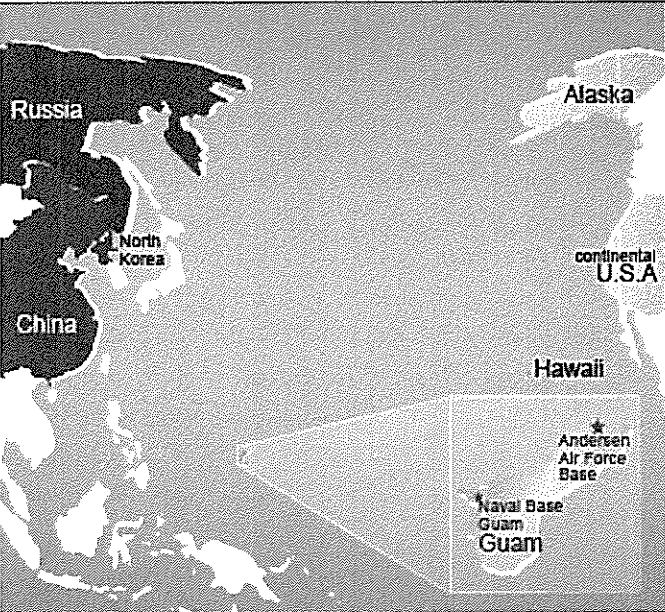 Russia
Alaska
North
Korea
continental
U.S.A
China
Hawaii
Andersen
Air Force
Base
Naval Base
Guam
Guam